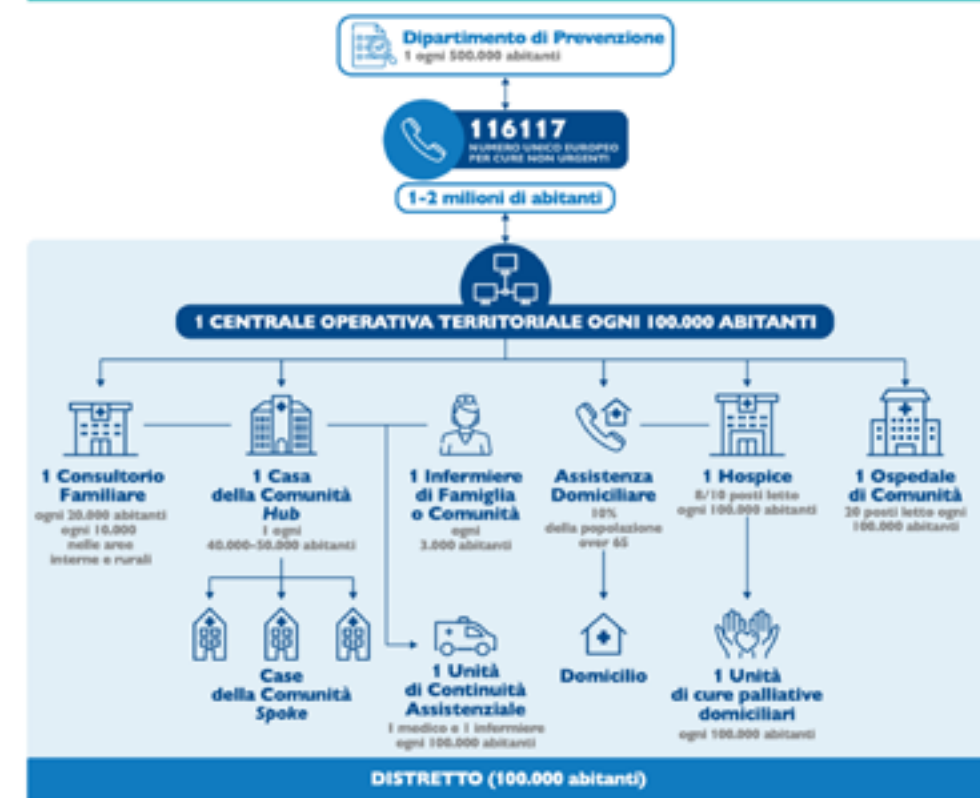 Dipartimento di Prevenzione
1 ogni 500.000 abitanti
116117
NUMERO UNICO EUROPEO
PER CURE NON URGENTI
1-2 milioni di abitanti
1 CENTRALE OPERATIVA TERRITORIALE OGNI 100.000 ABITANTI
1 Consultorio
Familiare
ogni 20.000 abitanti
ogni 10.000
nelle aree
interne e rurali
1 Casa
della Comunità
Hub
1 ogni
40.000-50.000 abitanti
1 Infermiere
di Famiglia
o Comunità
ogni
3.000 abitanti
Assistenza
Domiciliare
10%
della popolazione
over 65
1 Hospice
8/10 posti letto
ogni 100.000 abitanti
1 Ospedale
di Comunità
20 posti letto ogni
100.000 abitanti
Case
della Comunità
Spoke
1 Unità
di Continuità
Assistenziale
1 medico e 1 infermiere
ogni 100.000 abitanti
Domicilio
1 Unità
di cure palliative
domiciliari
ogni 100.000 abitanti
DISTRETTO (100.000 abitanti)